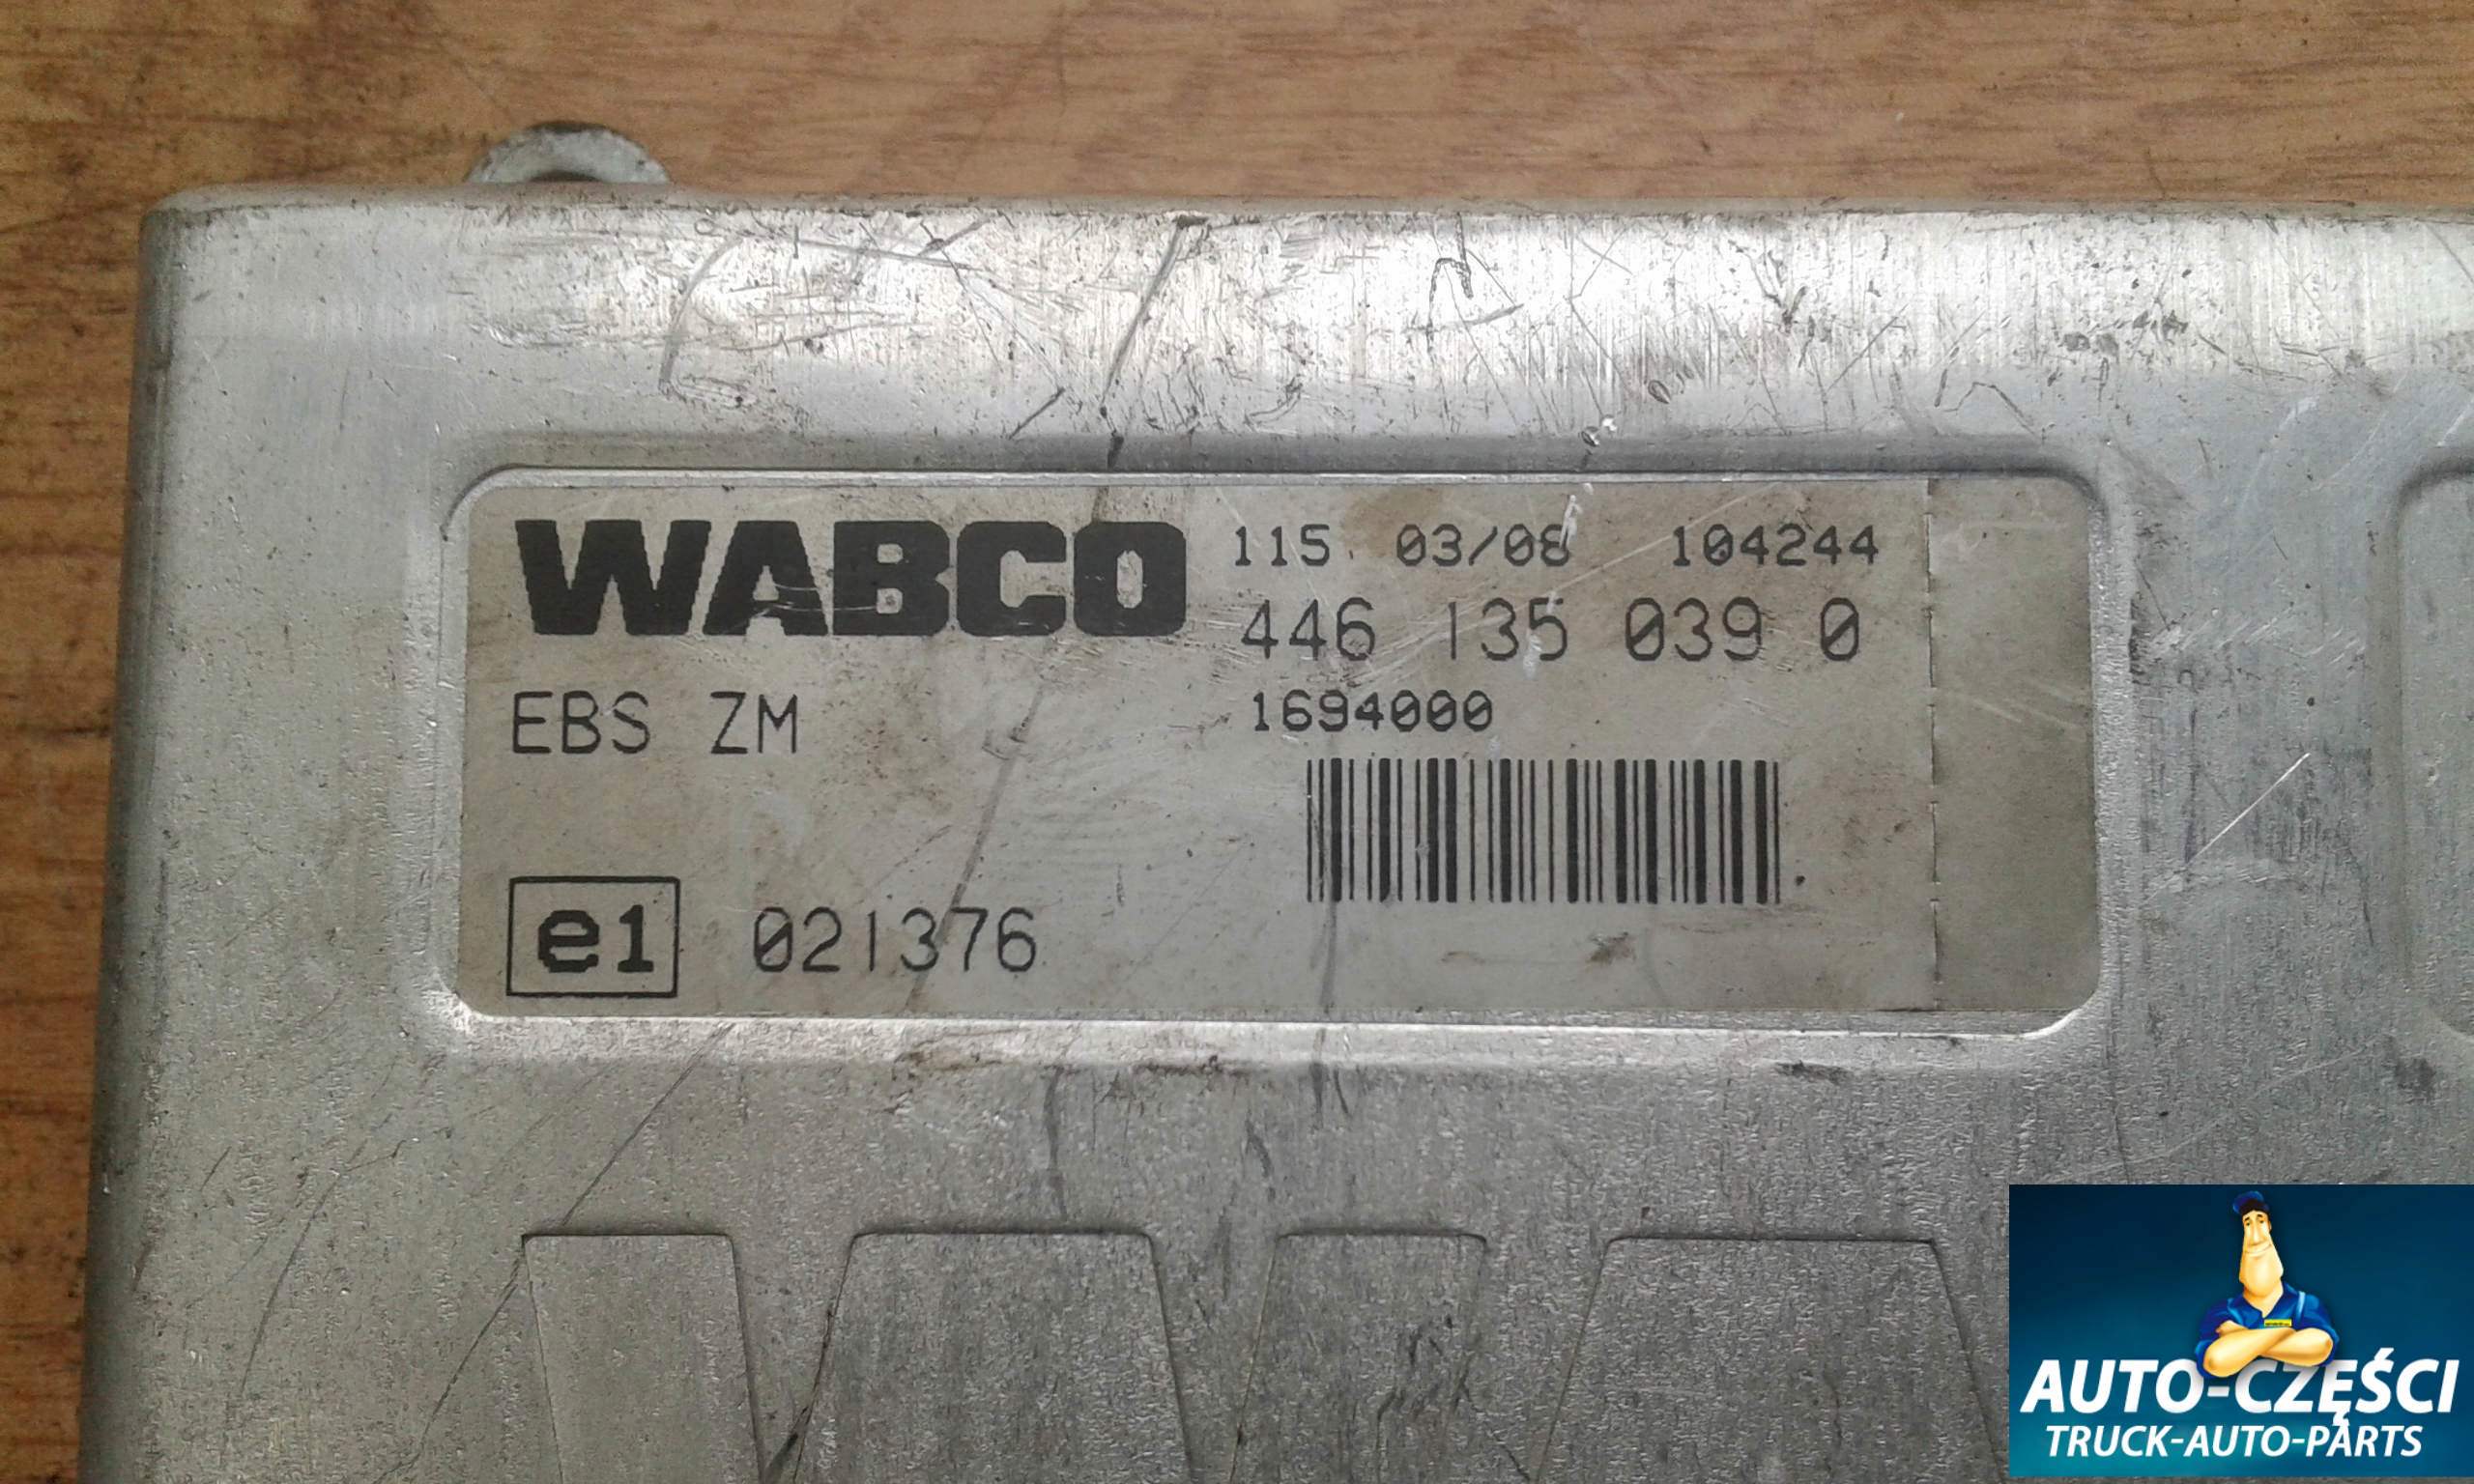 WABCO
115 03/08 104244
446 135 039 0
EBS ZM
1694000
e1 021376
AUTO-CZĘŚCI
TRUCK-AUTO-PARTS